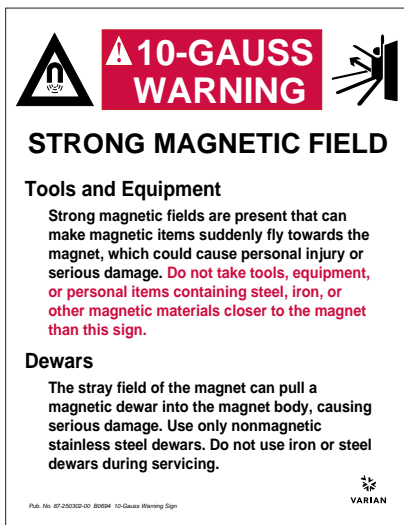 10-GAUSS
WARNING
STRONG MAGNETIC FIELD
Tools and Equipment
Strong magnetic fields are present that can
make magnetic items suddenly fly towards the
magnet, which could cause personal injury or
serious damage. Do not take tools, equipment,
or personal items containing steel, iron, or
other magnetic materials closer to the magnet
than this sign.
Dewars
The stray field of the magnet can pull a
magnetic dewar into the magnet body, causing
serious damage. Use only nonmagnetic
stainless steel dewars. Do not use iron or steel
dewars during servicing.
Pub. No. 87-250302-00 B0694 10-Gauss Warning Sign
VARIAN